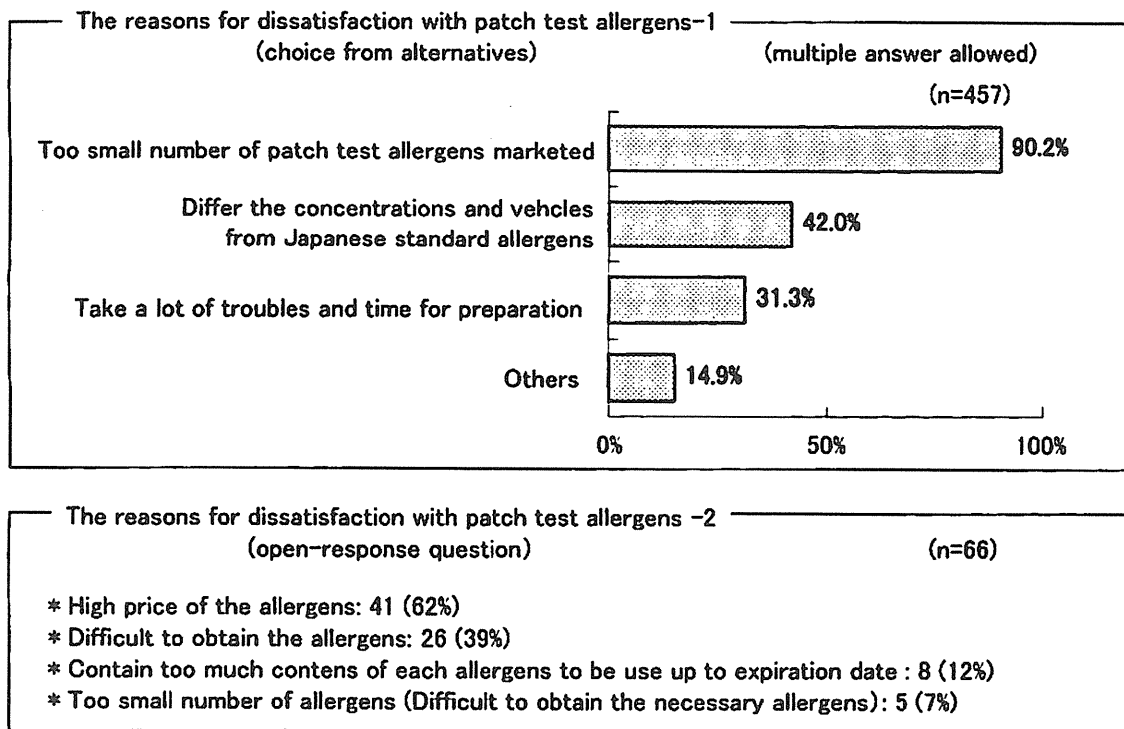 The reasons for dissatisfaction with patch test allergens-1
(choice from alternatives) (multiple answer allowed)
(n=457)
Too small number of patch test allergens marketed 90.2%
Differ the concentrations and vehcles
from Japanese standard allergens 42.0%
Take a lot of troubles and time for preparation 31.3%
Others 14.9%
0% 50% 100%
The reasons for dissatisfaction with patch test allergens -2
(open-response question) (n=66)
* High price of the allergens: 41 (62%)
* Difficult to obtain the allergens: 26 (39%)
* Contain too much contens of each allergens to be use up to expiration date : 8 (12%)
* Too small number of allergens (Difficult to obtain the necessary allergens): 5 (7%)